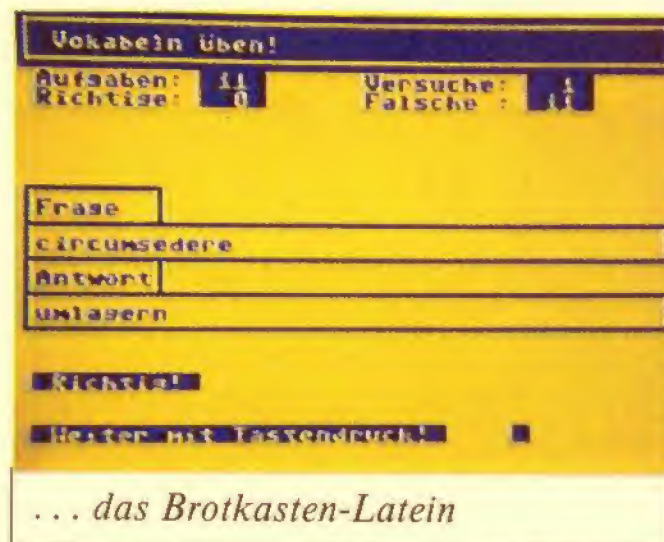 Vokabeln üben!
Aufgaben: 11 Versuche: 1
Richtige: 0 Falsche : 11
Frage
circumsedere
Antwort
umlagern
Richtig!
Weiter mit Tastendruck!
... das Brotkasten-Latein